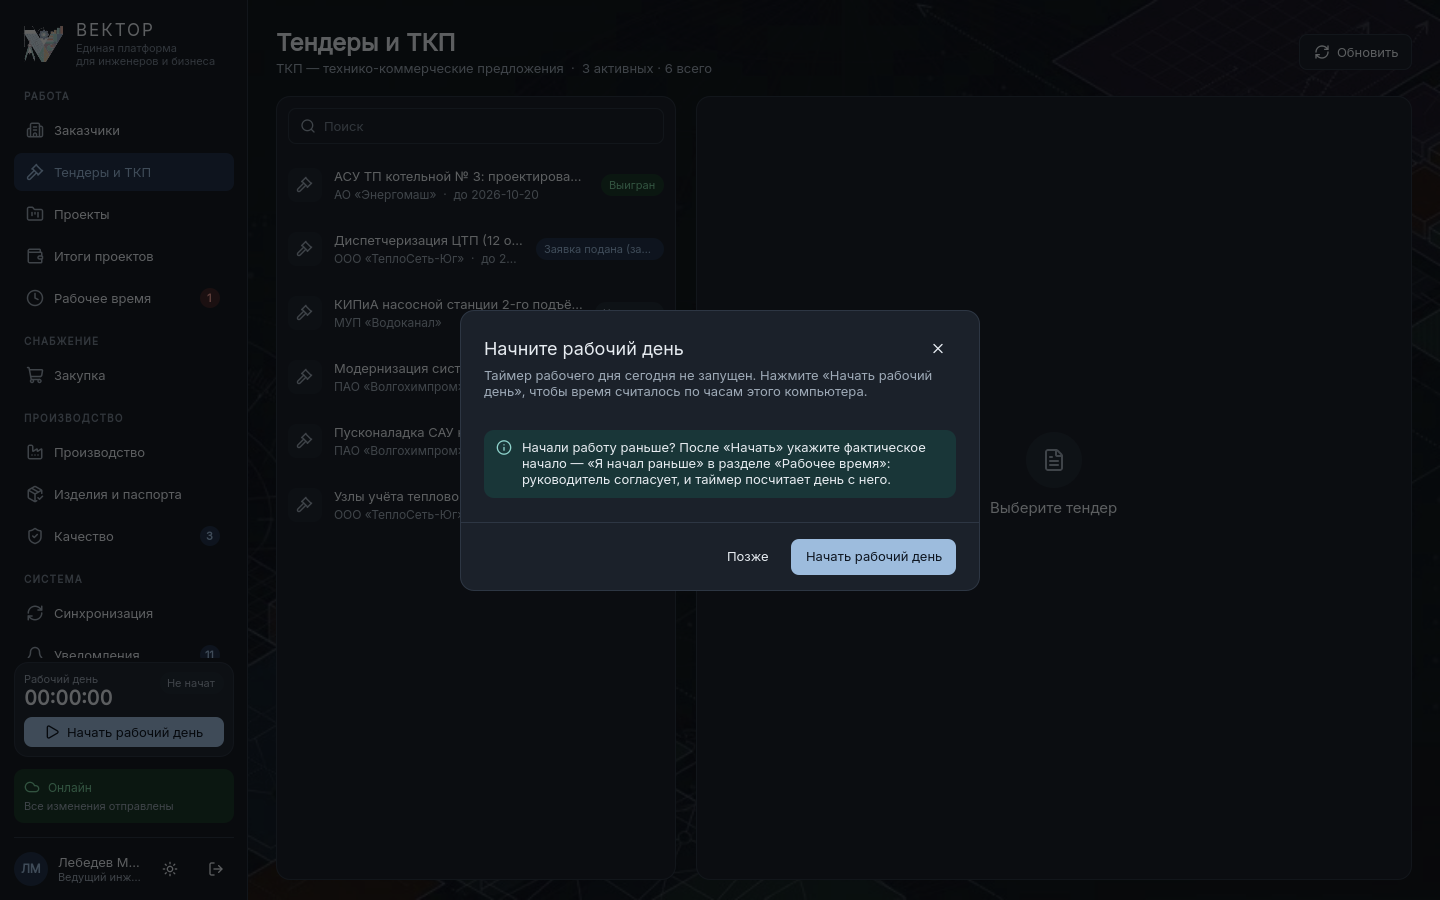 ВЕКТОР
Единая платформа
для инженеров и бизнеса
РАБОТА
Заказчики
Тендеры и ТКП
Проекты
Итоги проектов
Рабочее время
1
СНАБЖЕНИЕ
Закупка
ПРОИЗВОДСТВО
Производство
Изделия и паспорта
Качество
3
СИСТЕМА
Синхронизация
Уведомления
11
Рабочий день
Не начат
00:00:00
Начать рабочий день
Онлайн
Все изменения отправлены
ЛМ
Лебедев М...
Ведущий инж...
Тендеры и ТКП
ТКП — технико-коммерческие предложения · 3 активных · 6 всего
Обновить
Поиск
АСУ ТП котельной № 3: проектирова...
АО «Энергомаш» · до 2026-10-20
Выигран
Диспетчеризация ЦТП (12 о...
ООО «ТеплоСеть-Юг» · до 2...
Заявка подана (за...
КИПиА насосной станции 2-го подъё...
МУП «Водоканал»
Модернизация сист
ПАО «Волгохимпром»
Пусконаладка САУ
ПАО «Волгохимпром»
Узлы учёта теплово
ООО «ТеплоСеть-Юг»
Выберите тендер
Начните рабочий день
Таймер рабочего дня сегодня не запущен. Нажмите «Начать рабочий
день», чтобы время считалось по часам этого компьютера.
Начали работу раньше? После «Начать» укажите фактическое
начало — «Я начал раньше» в разделе «Рабочее время»:
руководитель согласует, и таймер посчитает день с него.
Позже
Начать рабочий день